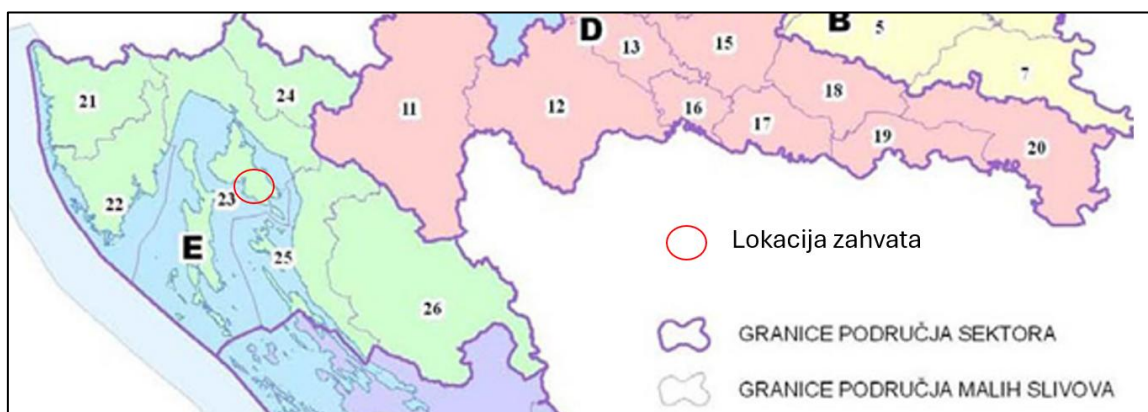 B
5
D
13
15
7
21
24
11
12
16
18
17
19
20
23
22
E
25
26
Lokacija zahvata
GRANICE PODRUČJA SEKTORA
GRANICE PODRUČJA MALIH SLIVOVA